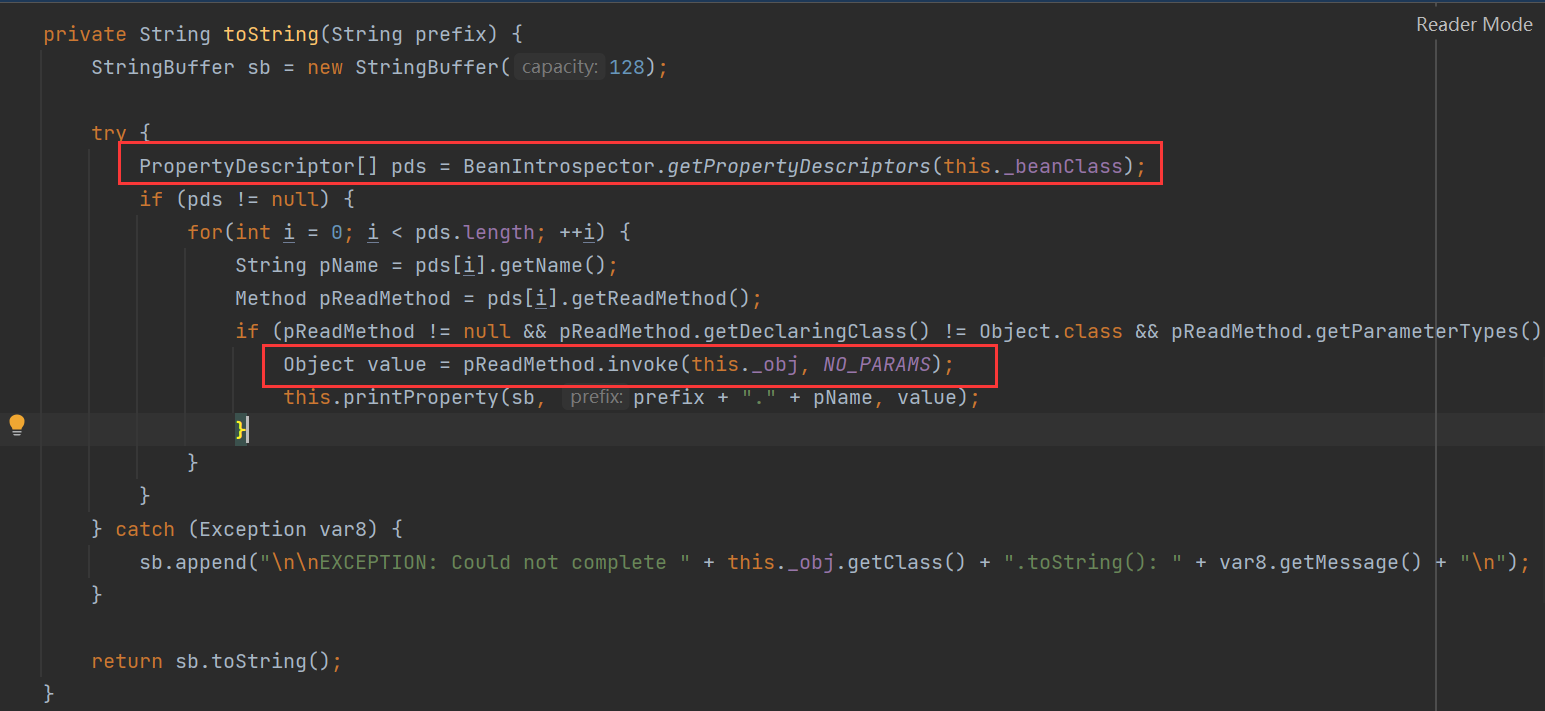 Reader Mode
private String toString(String prefix) {
StringBuffer sb = new StringBuffer( capacity: 128);
try {
PropertyDescriptor[] pds = BeanIntrospector.getPropertyDescriptors(this._beanClass);
if (pds != null) {
for(int i = 0; i < pds.length; ++i) {
String pName = pds[i].getName();
Method pReadMethod = pds[i].getReadMethod();
if (pReadMethod != null && pReadMethod.getDeclaringClass() != Object.class && pReadMethod.getParameterTypes()
Object value = pReadMethod.invoke(this._obj, NO_PARAMS);
this.printProperty(sb, prefix: prefix + "." + pName, value);
}
}
}
} catch (Exception var8) {
sb.append("\n\nEXCEPTION: Could not complete " + this._obj.getClass() + ".toString(): " + var8.getMessage() + "\n");
}
return sb.toString();
}